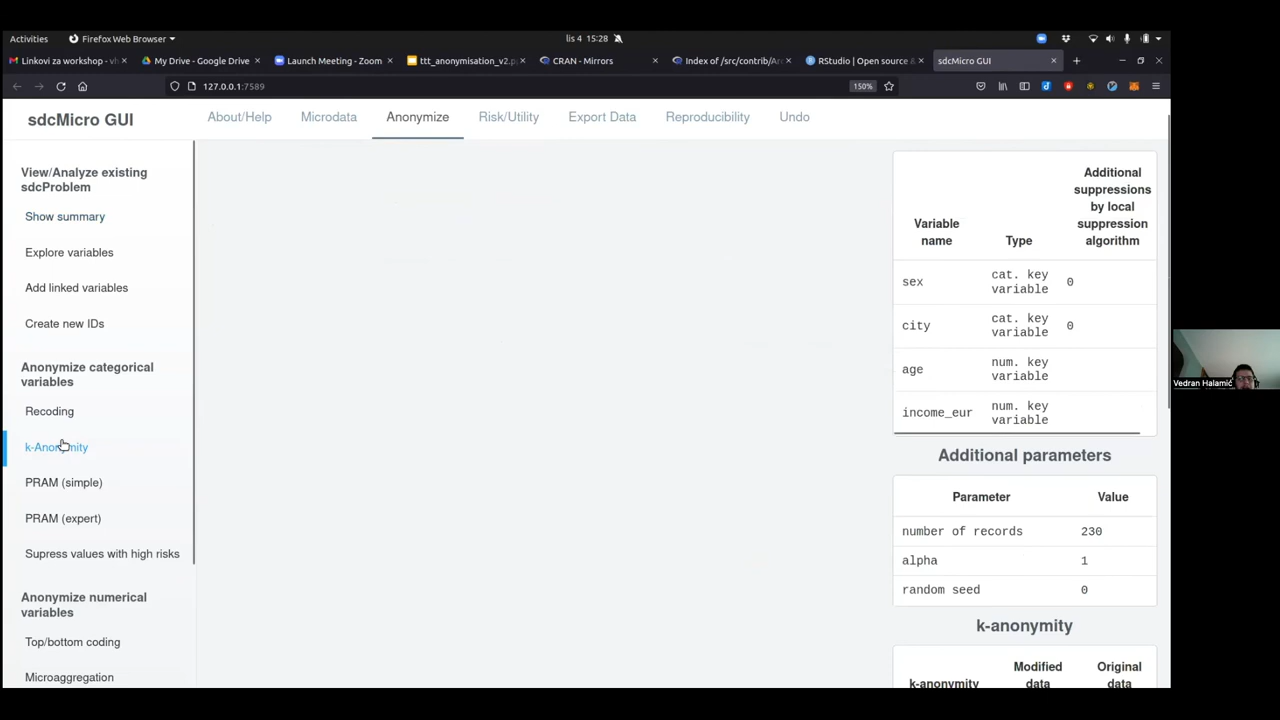 Activities
Firefox Web Browser
lis 4 15:28
Linkovi za workshop - vh
My Drive - Google Drive
Launch Meeting - Zoom
ttt_anonymisation_v2.p
CRAN - Mirrors
Index of /src/contrib/Ar
RStudio | Open source &
sdcMicro GUI
127.0.0.1:7589
150%
sdcMicro GUI
About/Help
Microdata
Anonymize
Risk/Utility
Export Data
Reproducibility
Undo
View/Analyze existing
sdcProblem
Show summary
Explore variables
Add linked variables
Create new IDs
Anonymize categorical
variables
Recoding
k-Anonymity
PRAM (simple)
PRAM (expert)
Supress values with high risks
Anonymize numerical
variables
Top/bottom coding
Microaggregation
Variable
name
Type
Additional
suppressions
by local
suppression
algorithm
sex
cat. key
variable
0
city
cat. key
variable
0
age
num. key
variable
income_eur
num. key
variable
Additional parameters
Parameter
Value
number of records
230
alpha
1
random seed
0
k-anonymity
k-anonymity
Modified
data
Original
data
Vedran Halamić